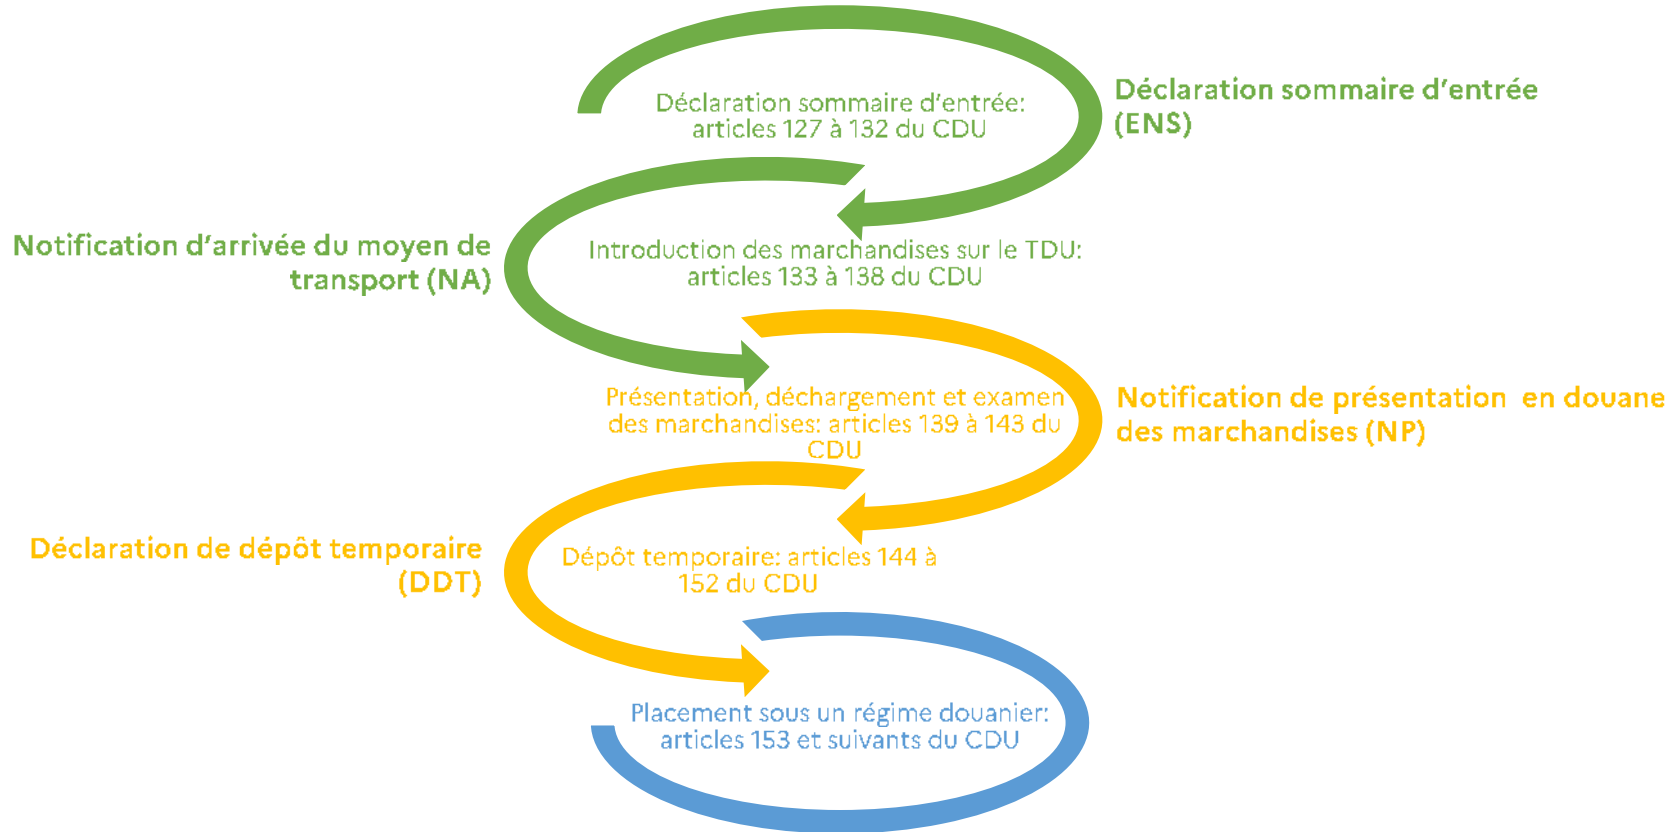 Déclaration sommaire d'entrée:
articles 127 à 132 du CDU
Déclaration sommaire d'entrée
(ENS)
Notification d'arrivée du moyen de
transport (NA)
Introduction des marchandises sur le TDU:
articles 133 à 138 du CDU
Présentation, déchargement et examen
des marchandises: articles 139 à 143 du
CDU
Notification de présentation en douane
des marchandises (NP)
Déclaration de dépôt temporaire
(DDT)
Dépôt temporaire: articles 144 à
152 du CDU
Placement sous un régime douanier:
articles 153 et suivants du CDU